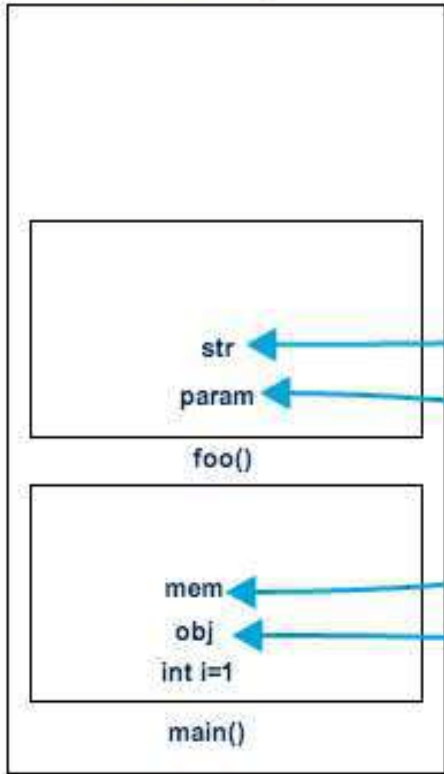 str
param
foo()
mem
obj
int i=1
main()